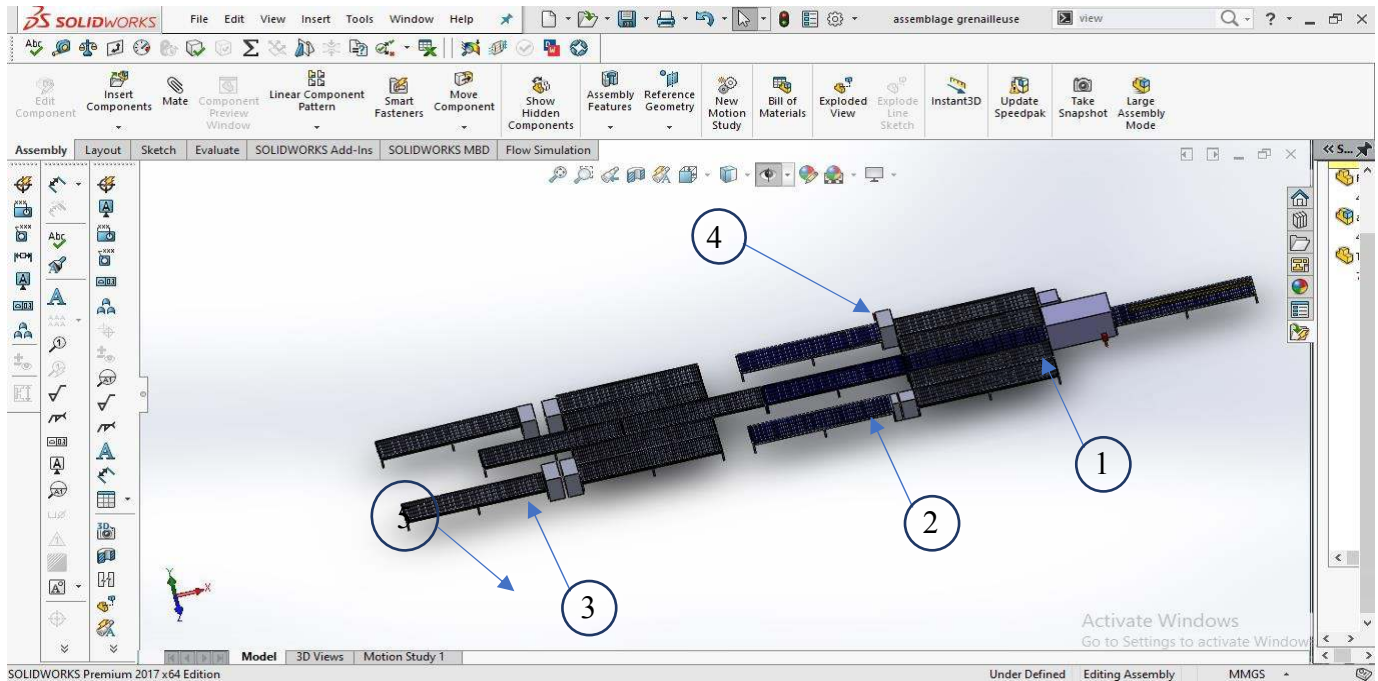 SOLIDWORKS File Edit View Insert Tools Window Help assemblage grenailleuse view
Edit Component
Insert Components
Mate
Component Preview Window
Linear Component Pattern
Smart Fasteners
Move Component
Show Hidden Components
Assembly Features
Reference Geometry
New Motion Study
Bill of Materials
Exploded View
Explode Line Sketch
Instant3D
Update Speedpak
Take Snapshot
Large Assembly Mode
Assembly Layout Sketch Evaluate SOLIDWORKS Add-Ins SOLIDWORKS MBD Flow Simulation
4
1
2
5
3
Y
X
Z
Activate Windows
Go to Settings to activate Window
Model 3D Views Motion Study 1
SOLIDWORKS Premium 2017 x64 Edition Under Defined Editing Assembly MMGS